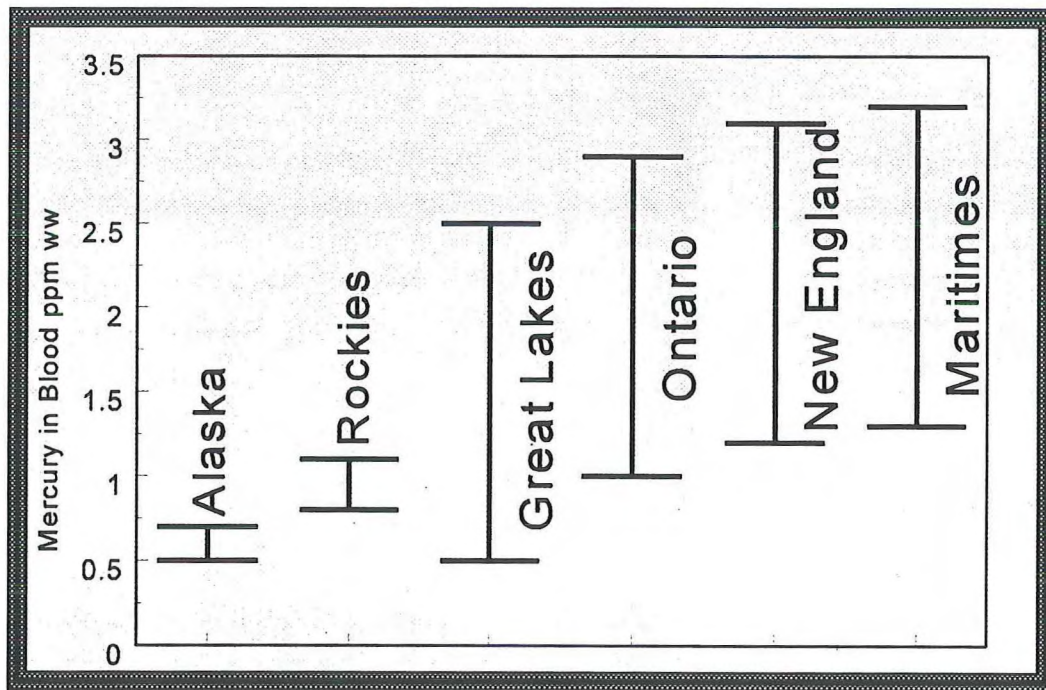 3.5
3.0
2.5
2
1.5
1
0.5
0
Mercury in Blood ppm ww
Alaska
Rockies
Great Lakes
Ontario
New England
Maritimes